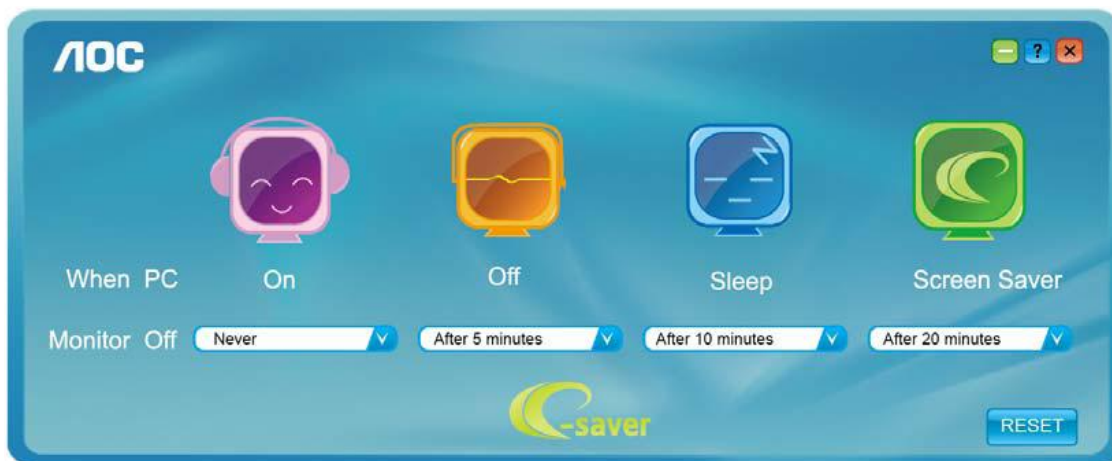 AOC
?
When PC On Off Sleep Screen Saver
Monitor Off Never After 5 minutes After 10 minutes After 20 minutes
e-saver
RESET